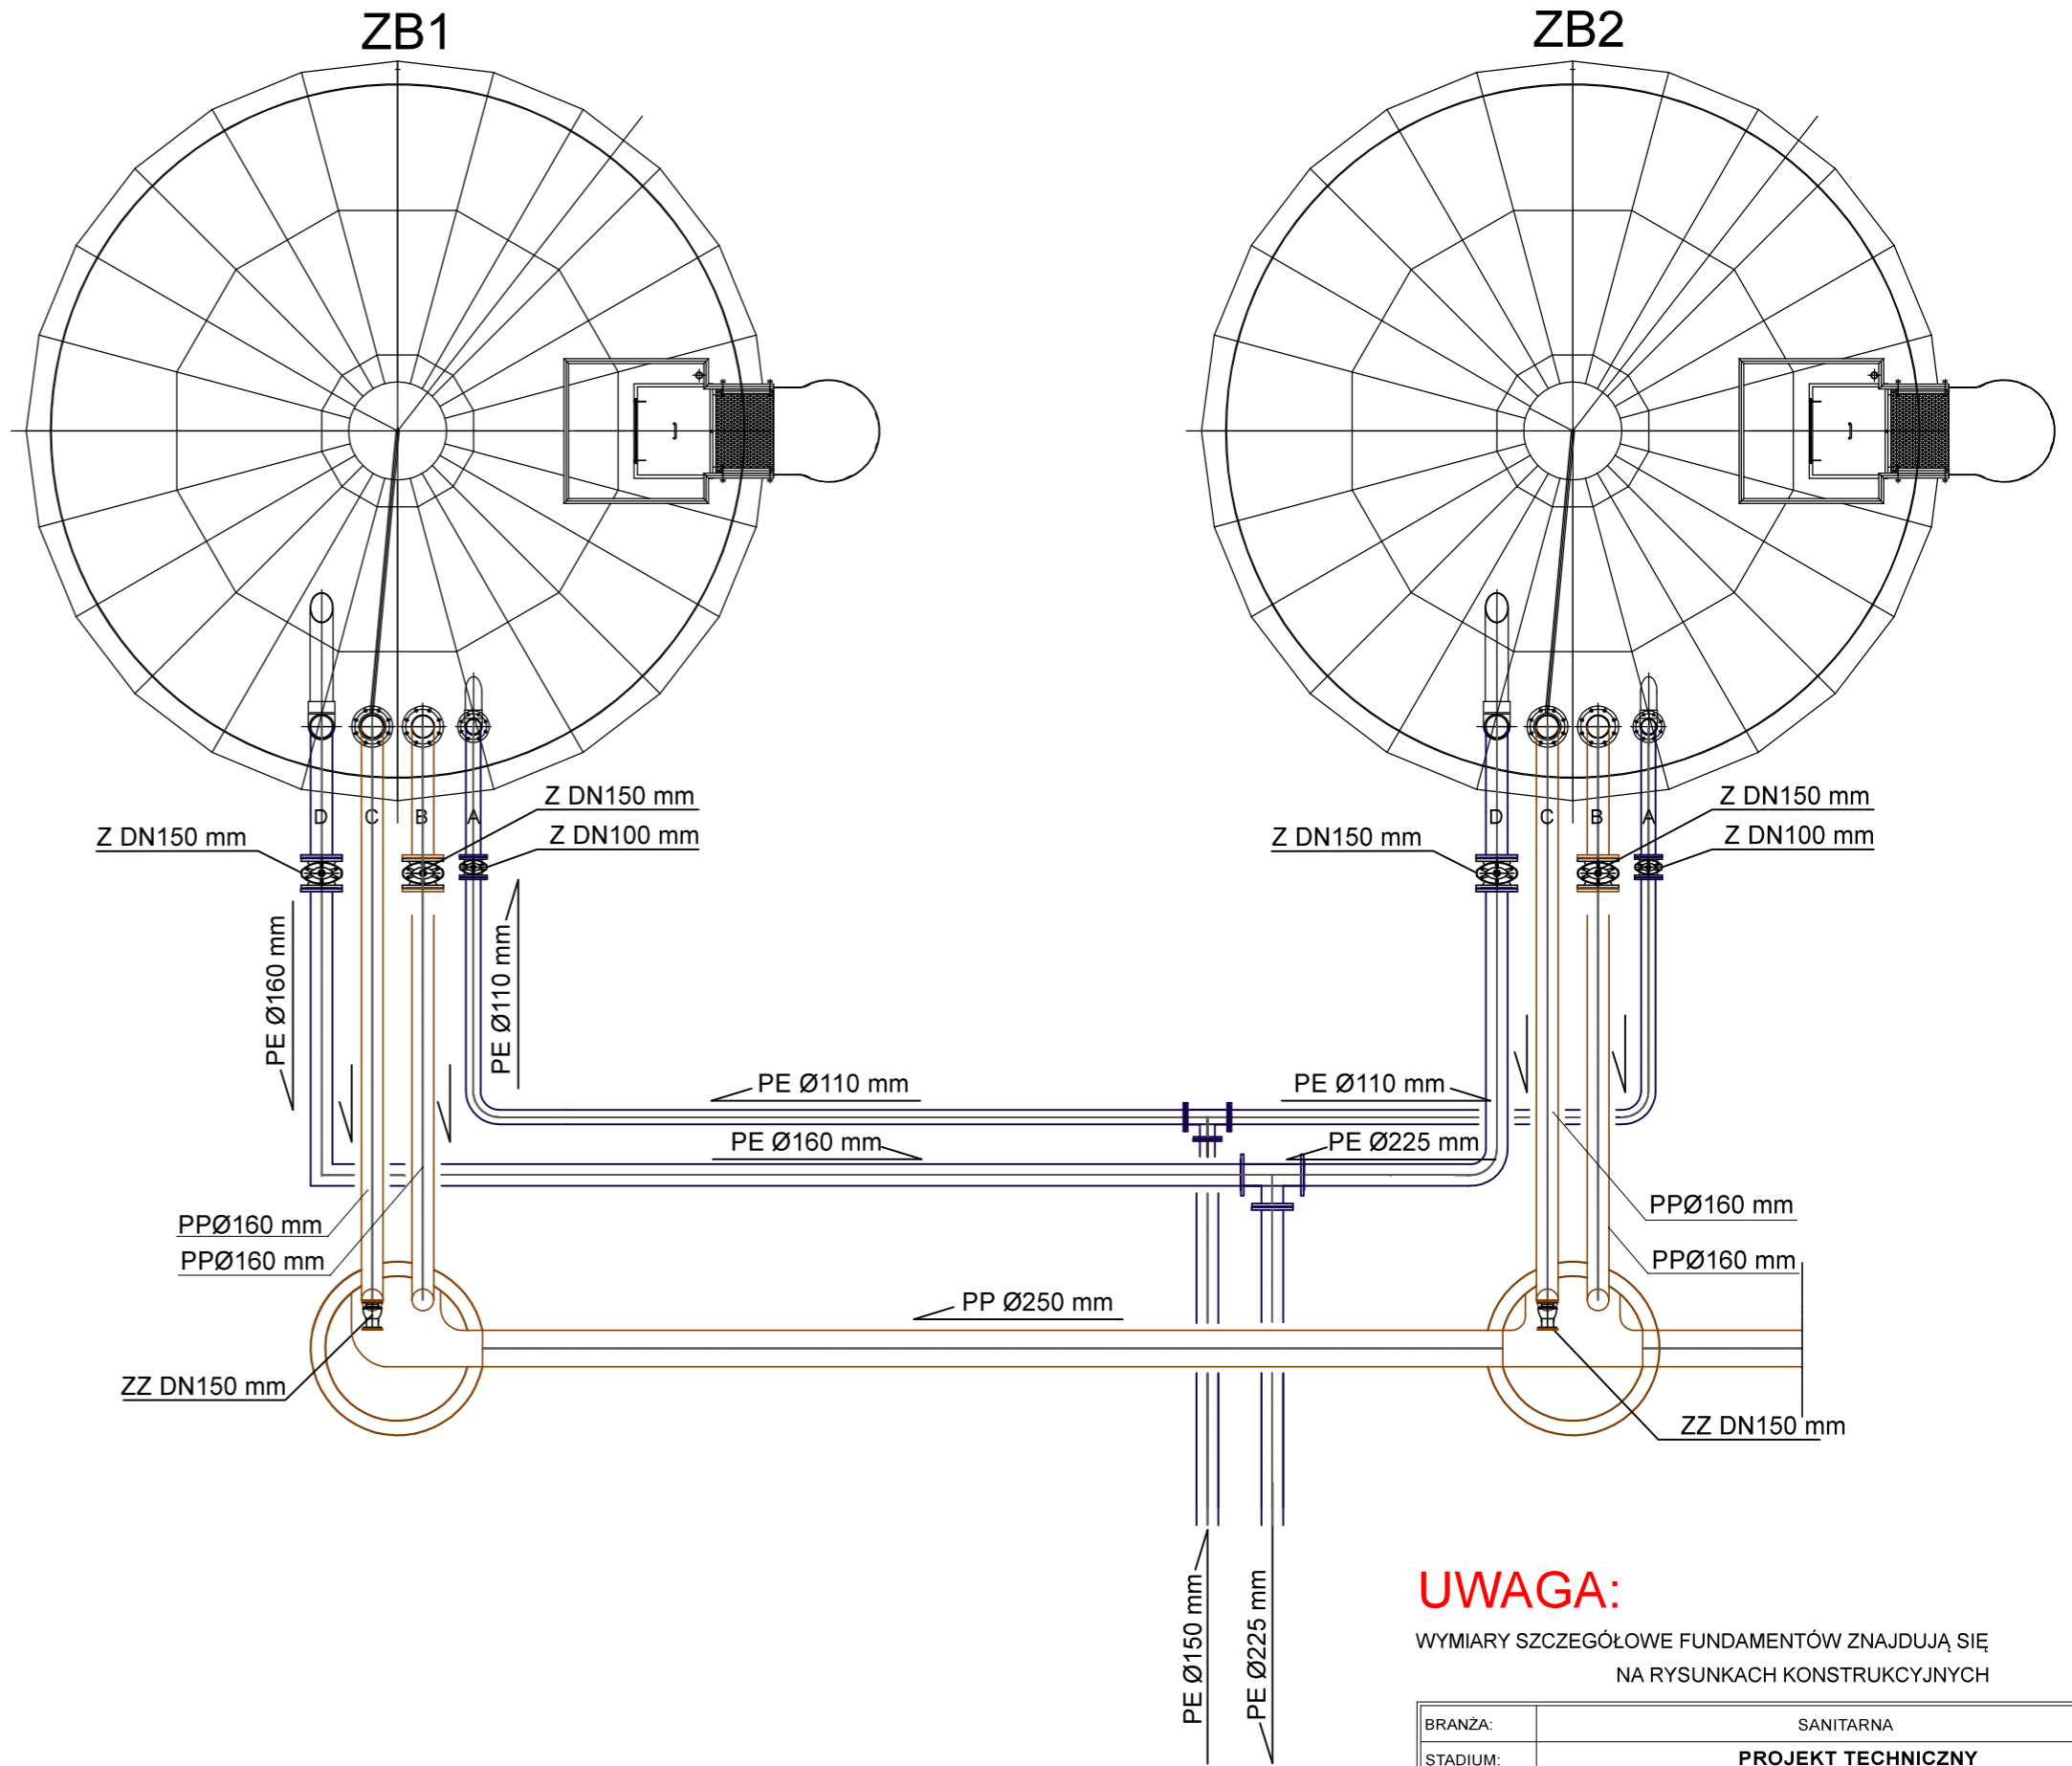 ZB1
ZB2
D
C
B
A
Z DN150 mm
Z DN150 mm
Z DN100 mm
D
C
B
A
Z DN150 mm
Z DN150 mm
Z DN100 mm
PE Ø160 mm
PE Ø110 mm
PE Ø110 mm
PE Ø110 mm
PE Ø160 mm
PE Ø225 mm
PPØ160 mm
PPØ160 mm
PPØ160 mm
PPØ160 mm
PP Ø250 mm
ZZ DN150 mm
ZZ DN150 mm
PE Ø150 mm
PE Ø225 mm
UWAGA:
WYMIARY SZCZEGÓŁOWE FUNDAMENTÓW ZNAJDUJĄ SIĘ
NA RYSUNKACH KONSTRUKCYJNYCH
BRANŻA: SANITARNA
STADIUM: PROJEKT TECHNICZNY